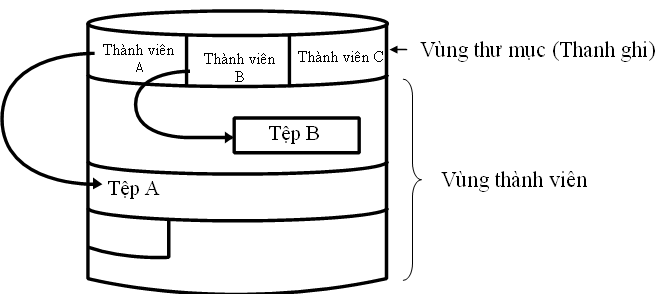 Thành viên
A
Thành viên
B
Thành viên C
Vùng thư mục (Thanh ghi)
Tệp B
Tệp A
Vùng thành viên